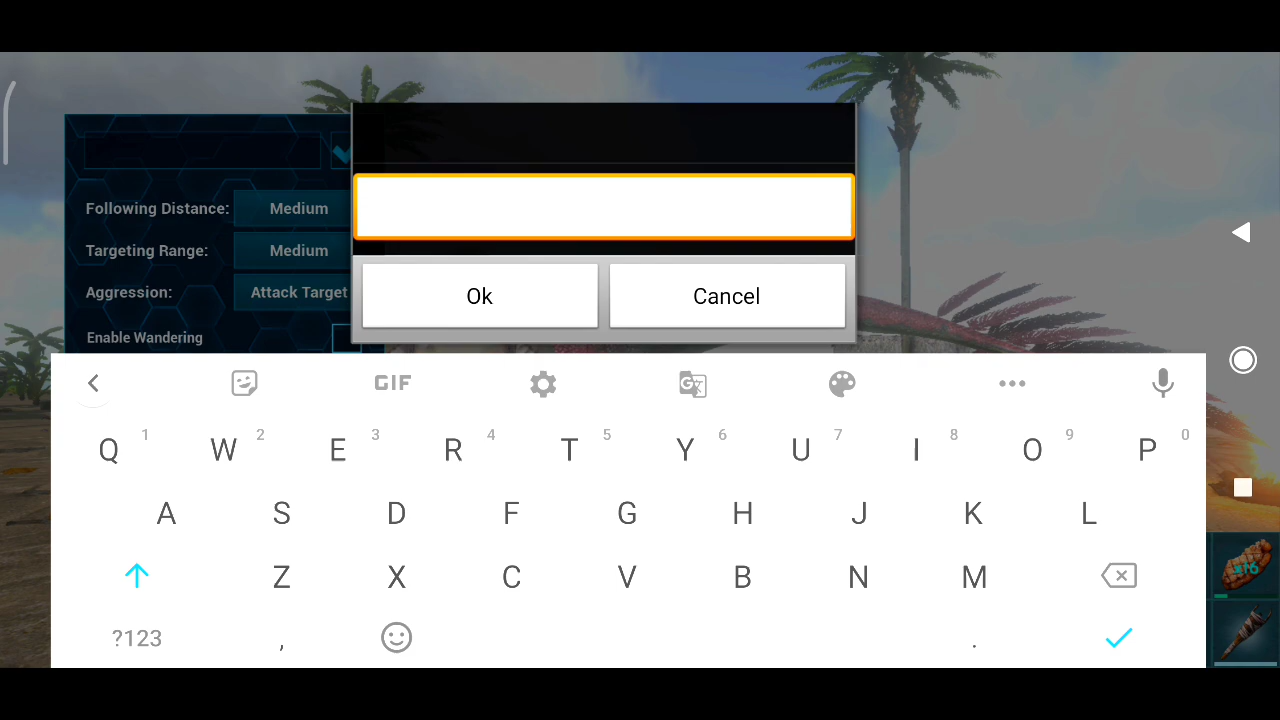 Following Distance: Medium
Targeting Range: Medium
Aggression: Attack Target
Enable Wandering
Ok Cancel
GIF
Q 1 W 2 E 3 R 4 T 5 Y 6 U 7 I 8 O 9 P 0
A S D F G H J K L
Z X C V B N M
?123 , .
x16